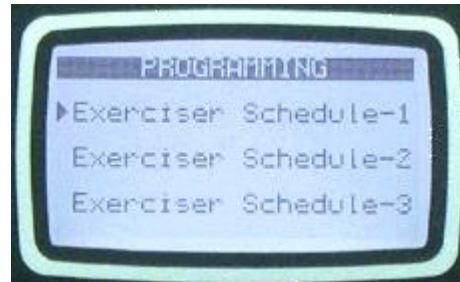 PROGRAMMING
Exerciser Schedule-1
Exerciser Schedule-2
Exerciser Schedule-3